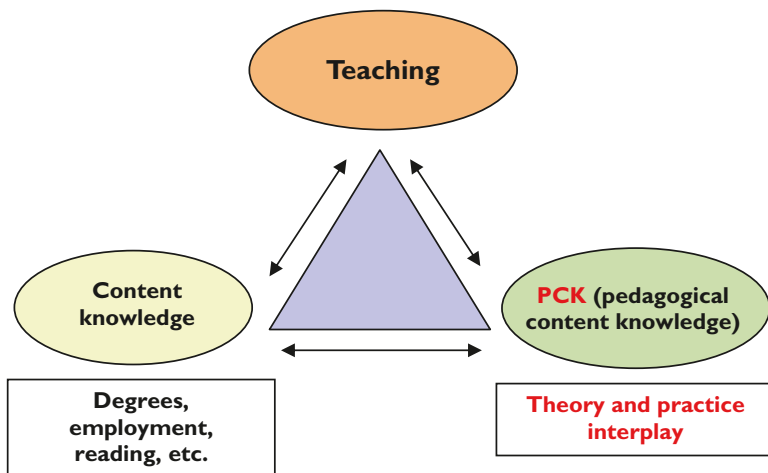 Teaching
Content
knowledge
PCK (pedagogical
content knowledge)
Degrees,
employment,
reading, etc.
Theory and practice
interplay